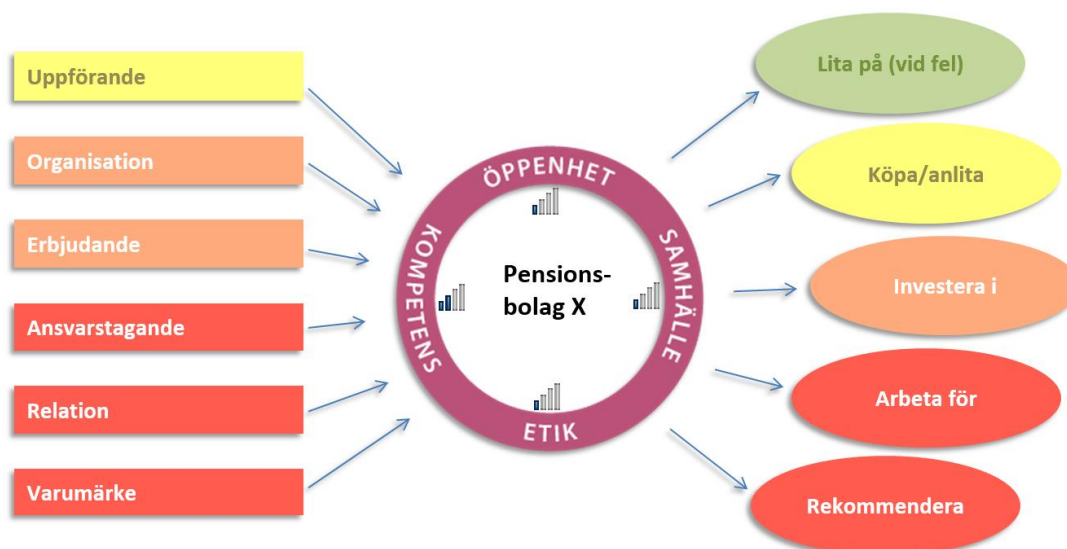 Uppförande
Organisation
Erbjudande
Ansvarstagande
Relation
Varumärke
ÖPPENHET
KOMPETENS
SAMHÄLLE
ETIK
Pensions-
bolag X
Lita på (vid fel)
Köpa/anlita
Investera i
Arbeta för
Rekommendera